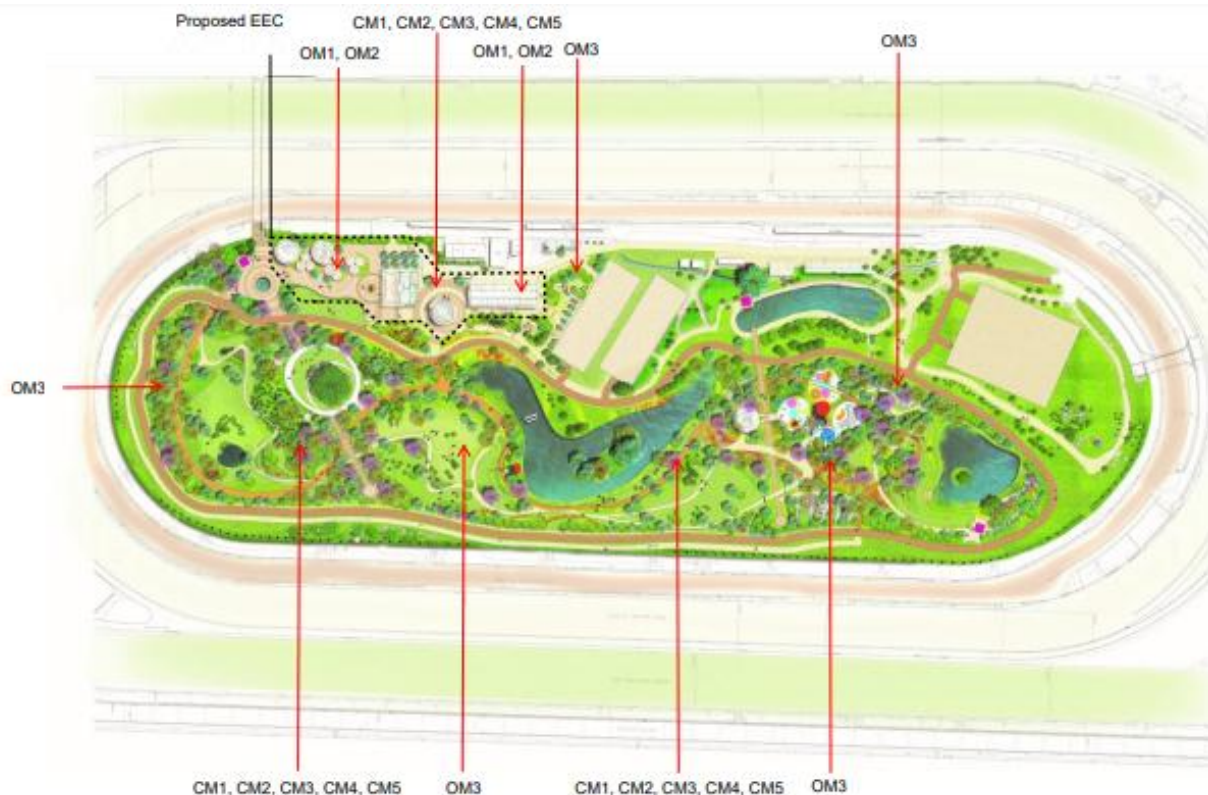 Proposed EEC
CM1, CM2, CM3, CM4, CM5
OM1, OM2
OM1, OM2
OM3
OM3
OM3
CM1, CM2, CM3, CM4, CM5
OM3
CM1, CM2, CM3, CM4, CM5
OM3